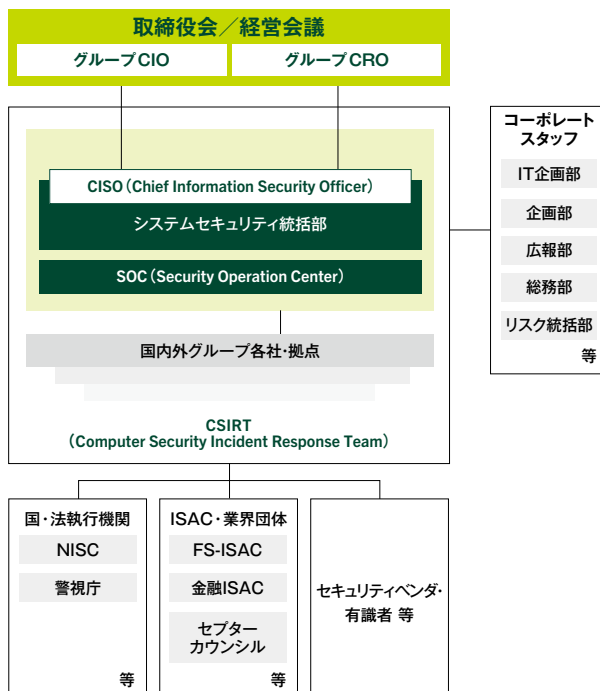 取締役会／経営会議
グループCIO
グループCRO
CISO（Chief Information Security Officer）
システムセキュリティ統括部
SOC（Security Operation Center）
国内外グループ各社・拠点
CSIRT
（Computer Security Incident Response Team）
コーポレート
スタッフ
IT企画部
企画部
広報部
総務部
リスク統括部
等
国・法執行機関
NISC
警視庁
等
ISAC・業界団体
FS-ISAC
金融ISAC
セプター
カウンシル
等
セキュリティベンダ・
有識者 等